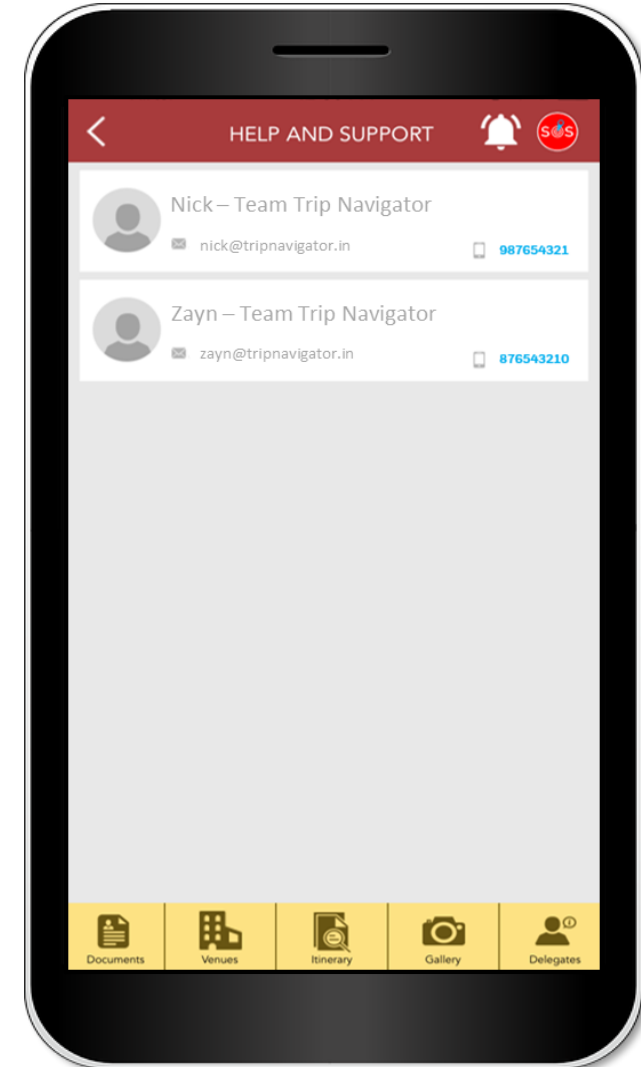 HELP AND SUPPORT
SOS
Nick – Team Trip Navigator
nick@tripnavigator.in
987654321
Zayn – Team Trip Navigator
zayn@tripnavigator.in
876543210
Documents
Venues
Itinerary
Gallery
Delegates